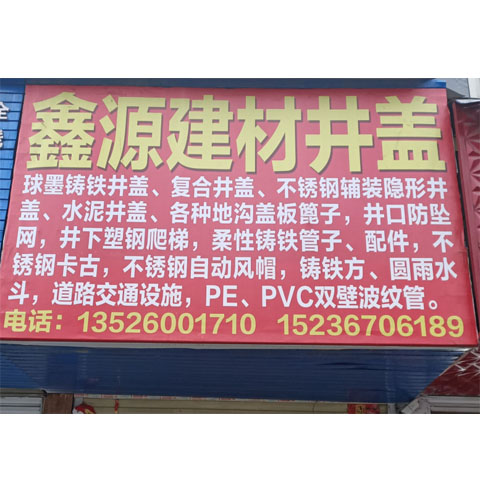 鑫源建材井盖
球墨铸铁井盖、复合井盖、不锈钢辅装隐形井
盖、水泥井盖、各种地沟盖板篦子，井口防坠
网，井下塑钢爬梯，柔性铸铁管子、配件，不
锈钢卡古，不锈钢自动风帽，铸铁方、圆雨水
斗，道路交通设施，PE、PVC双壁波纹管。
电话：13526001710 15236706189